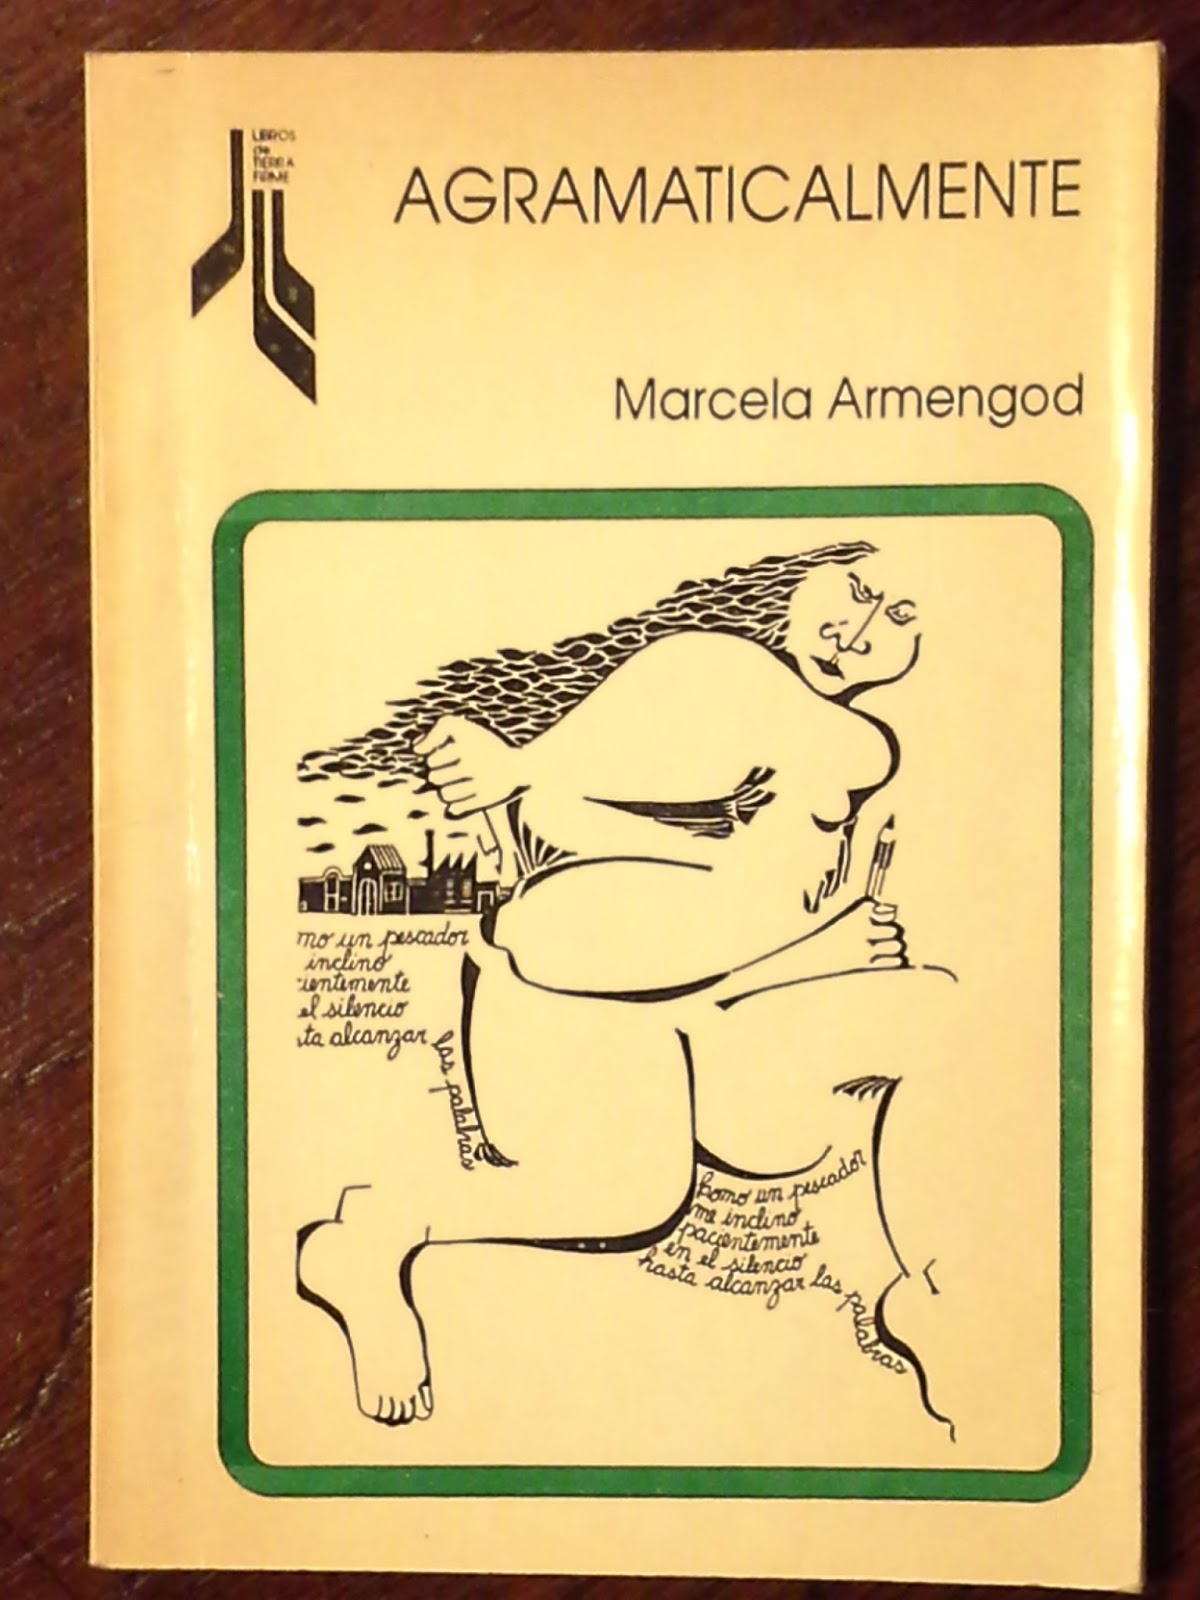 LIBROS
de
TIERRA
FIRME
AGRAMATICALMENTE
Marcela Armengod
mo un pescador
inclino
ientemente
el silencio
ta alcanzar las palabras
como un pescador
me inclino
pacientemente
en el silencio
hasta alcanzar las palabras